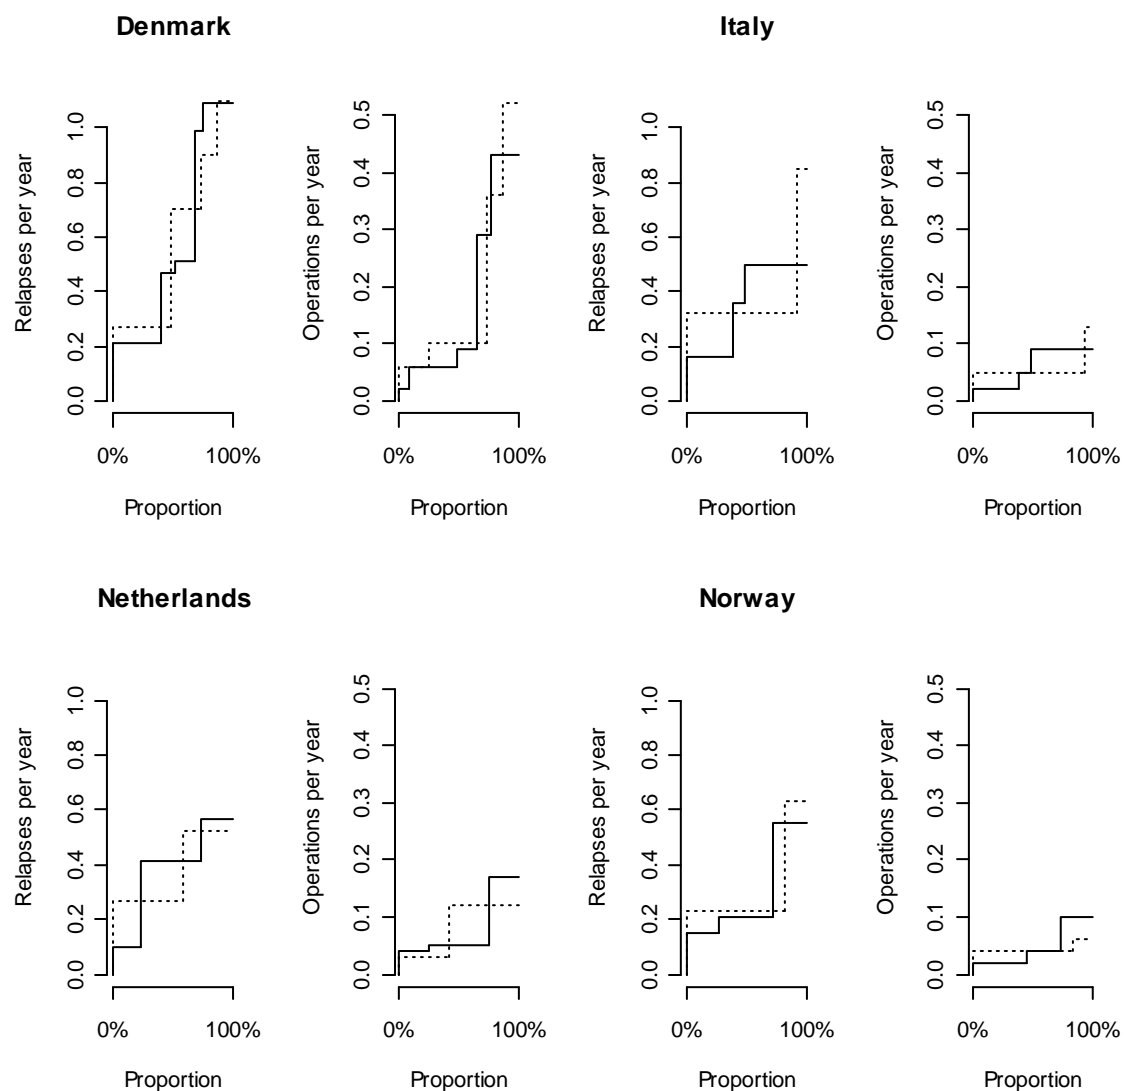 Denmark
Relapses per year
0.0 0.2 0.4 0.6 0.8 1.0
0% 100%
Proportion
Operations per year
0.0 0.1 0.2 0.3 0.4 0.5
0% 100%
Proportion
Italy
Relapses per year
0.0 0.2 0.4 0.6 0.8 1.0
0% 100%
Proportion
Operations per year
0.0 0.1 0.2 0.3 0.4 0.5
0% 100%
Proportion
Netherlands
Relapses per year
0.0 0.2 0.4 0.6 0.8 1.0
0% 100%
Proportion
Operations per year
0.0 0.1 0.2 0.3 0.4 0.5
0% 100%
Proportion
Norway
Relapses per year
0.0 0.2 0.4 0.6 0.8 1.0
0% 100%
Proportion
Operations per year
0.0 0.1 0.2 0.3 0.4 0.5
0% 100%
Proportion